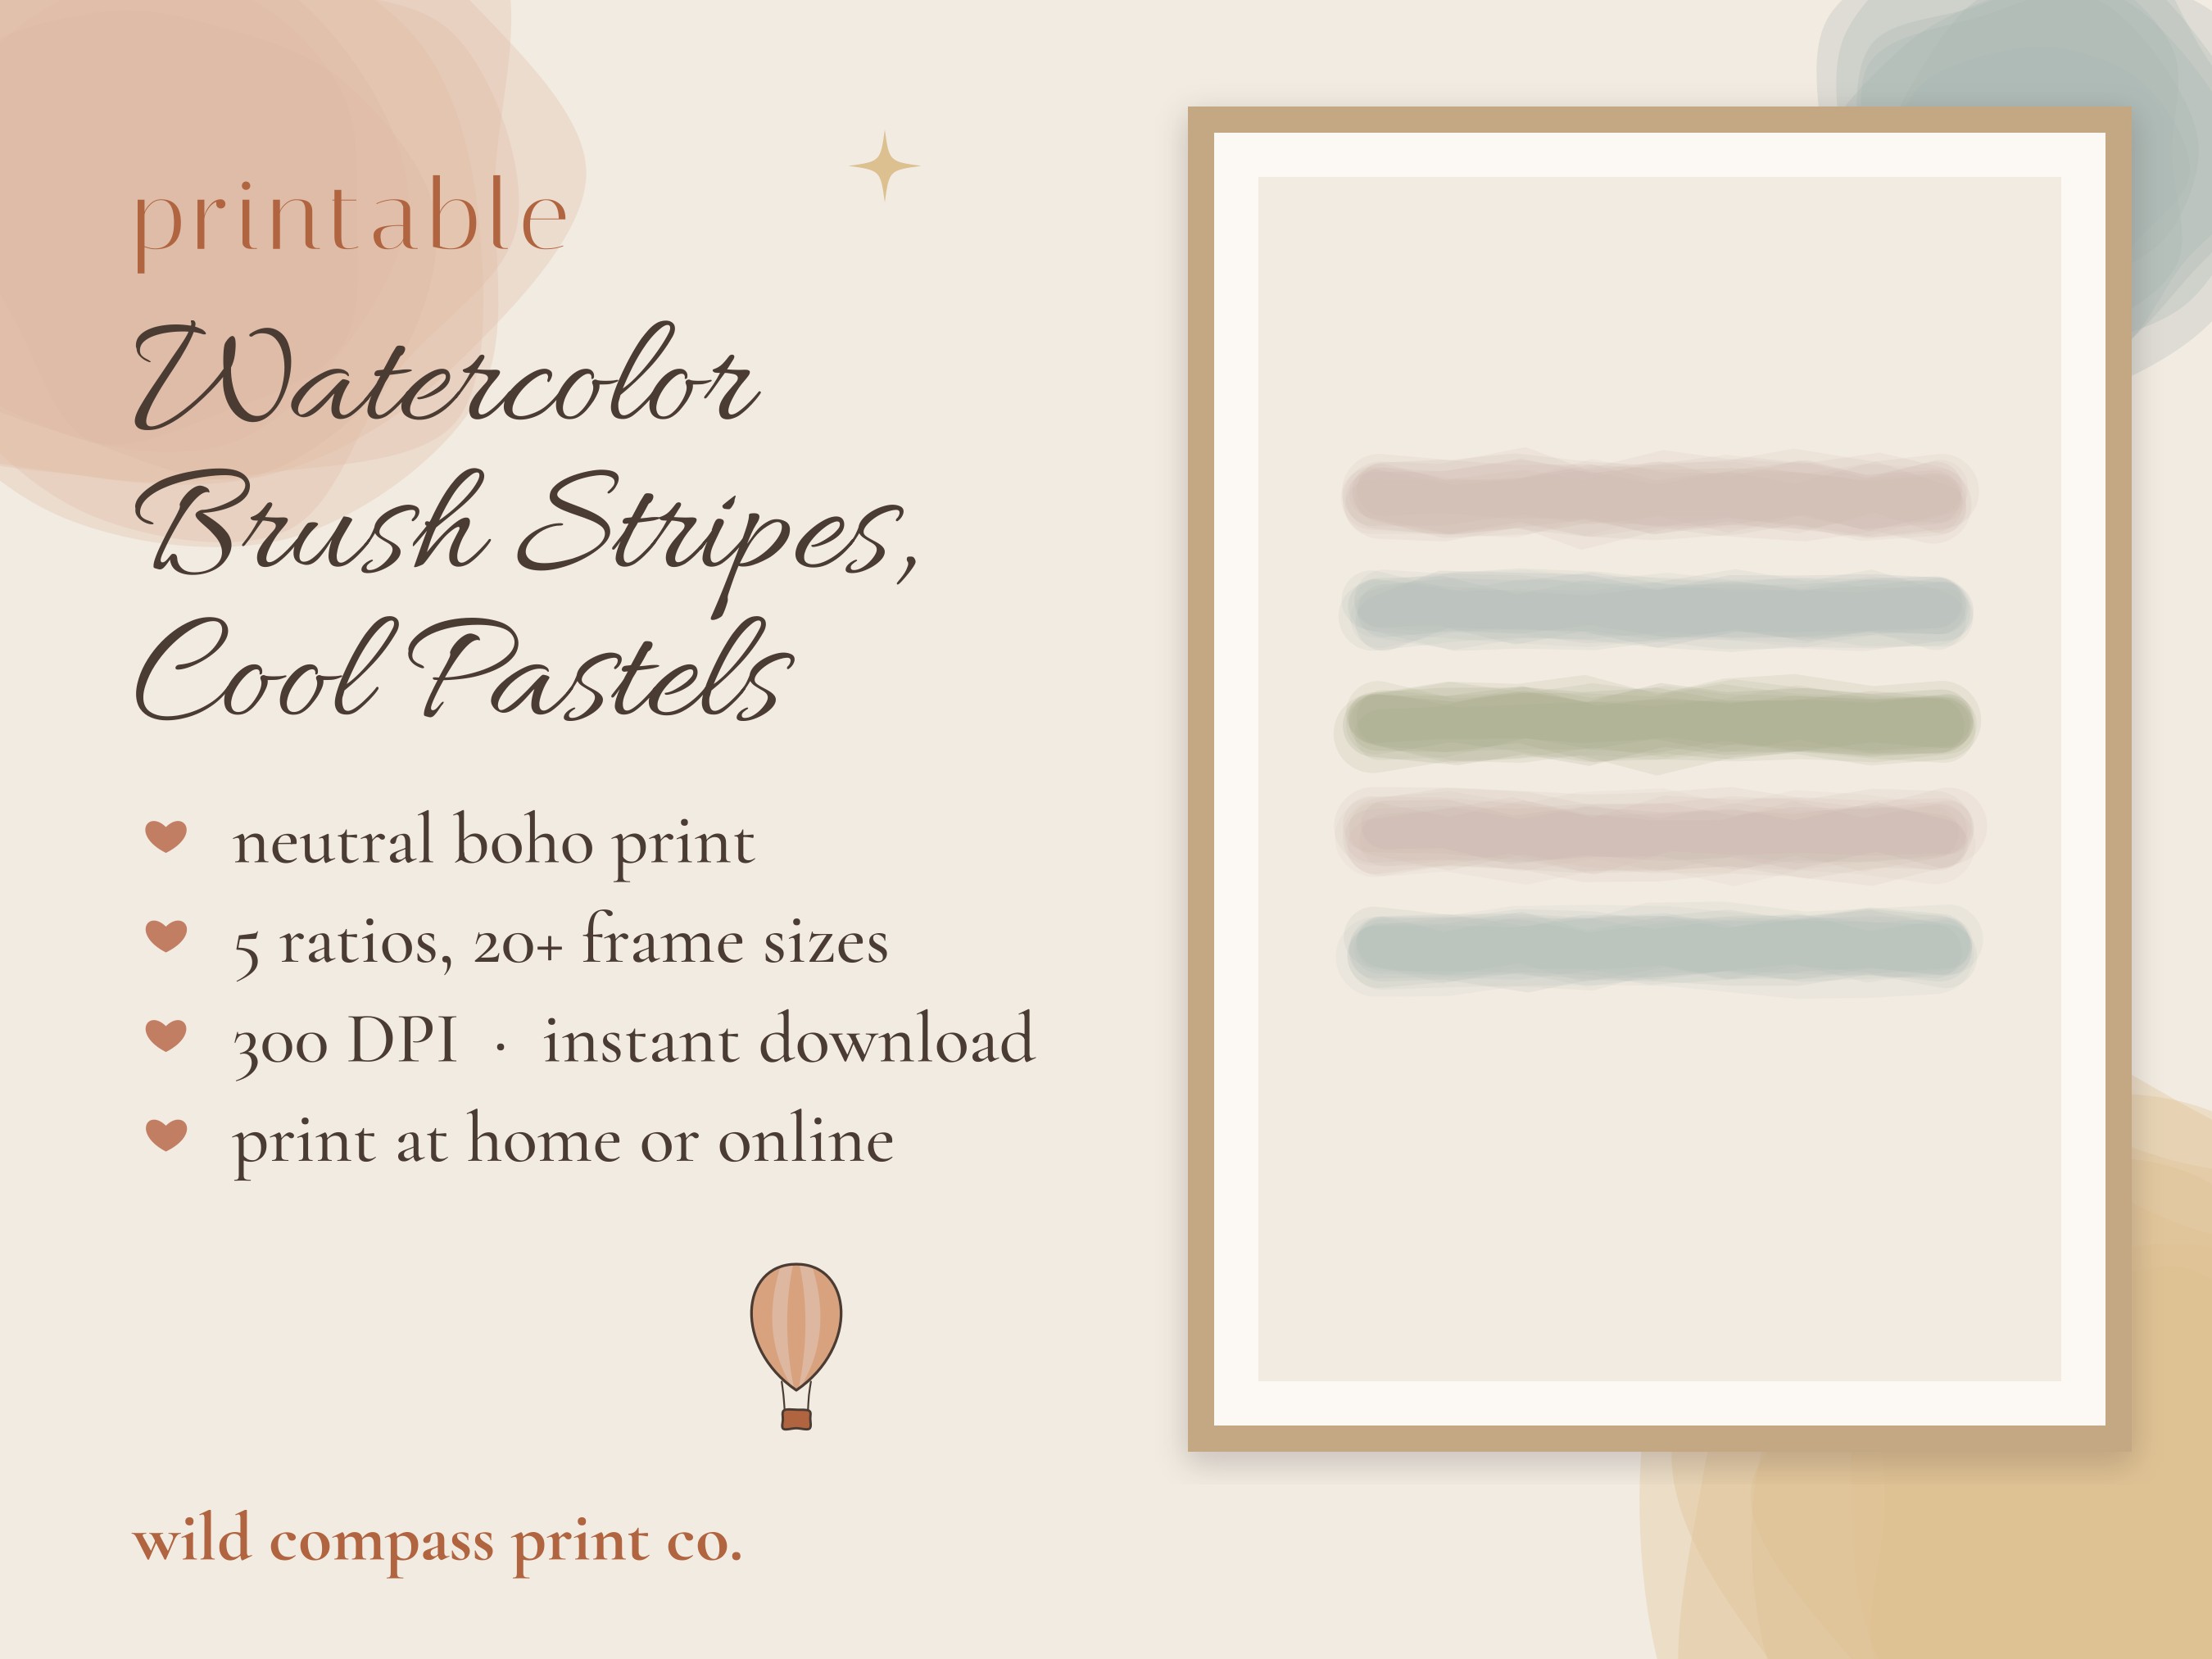 printable
Watercolor
Brush Stripes,
Cool Pastels
neutral boho print
5 ratios, 20+ frame sizes
300 DPI · instant download
print at home or online
wild compass print co.